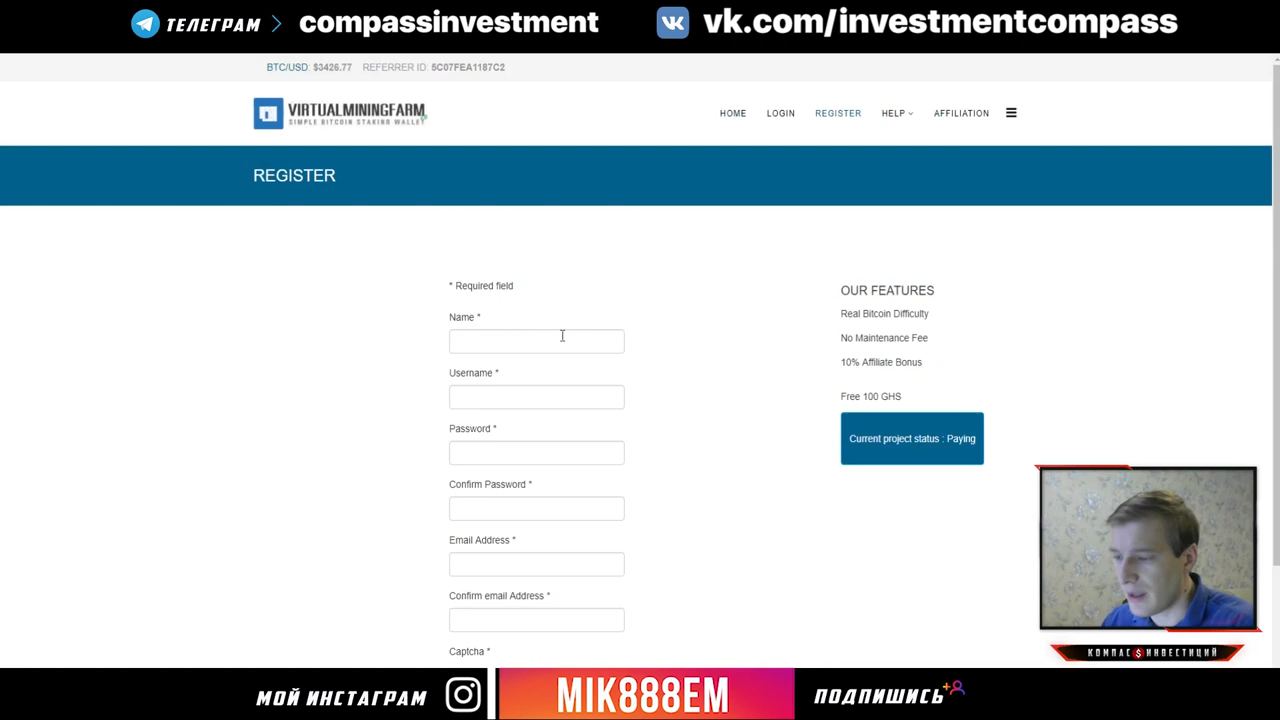 ТЕЛЕГРАМ compassinvestment vk.com/investmentcompass
BTC/USD: $3426.77 REFERRER ID: 5C07FEA1187C2
VIRTUALMININGFARM
SIMPLE BITCOIN STAKING WALLET
HOME LOGIN REGISTER HELP AFFILIATION
REGISTER
* Required field
Name *
Username *
Password *
Confirm Password *
Email Address *
Confirm email Address *
Captcha *
OUR FEATURES
Real Bitcoin Difficulty
No Maintenance Fee
10% Affiliate Bonus
Free 100 GHS
Current project status : Paying
КОМПАС $ ИНВЕСТИЦИЙ
МОЙ ИНСТАГРАМ MIK888EM ПОДПИШИСЬ